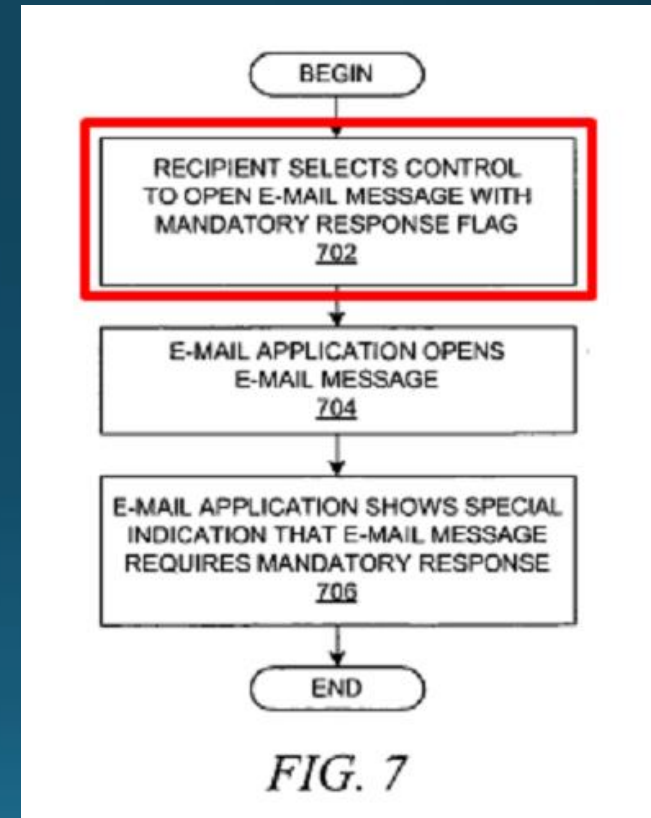 BEGIN
RECIPIENT SELECTS CONTROL
TO OPEN E-MAIL MESSAGE WITH
MANDATORY RESPONSE FLAG
702
E-MAIL APPLICATION OPENS
E-MAIL MESSAGE
704
E-MAIL APPLICATION SHOWS SPECIAL
INDICATION THAT E-MAIL MESSAGE
REQUIRES MANDATORY RESPONSE
706
END
FIG. 7